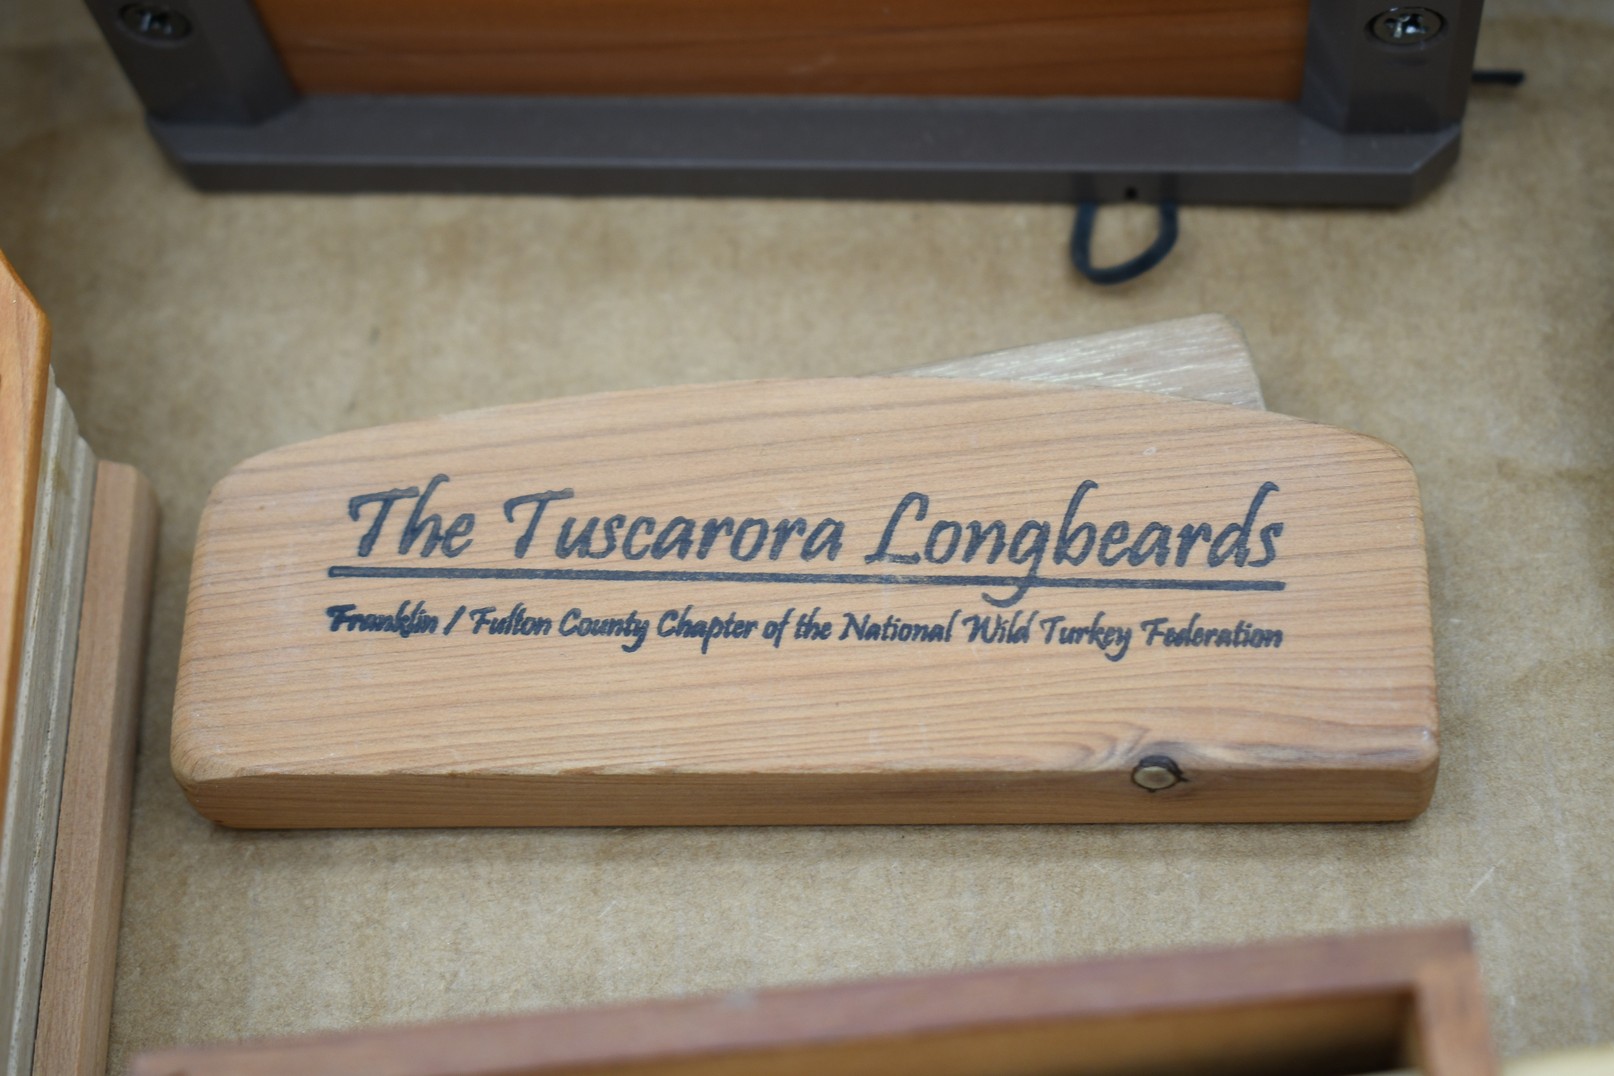 The Tuscarora Longbeards
Franklin / Fulton County Chapter of the National Wild Turkey Federation